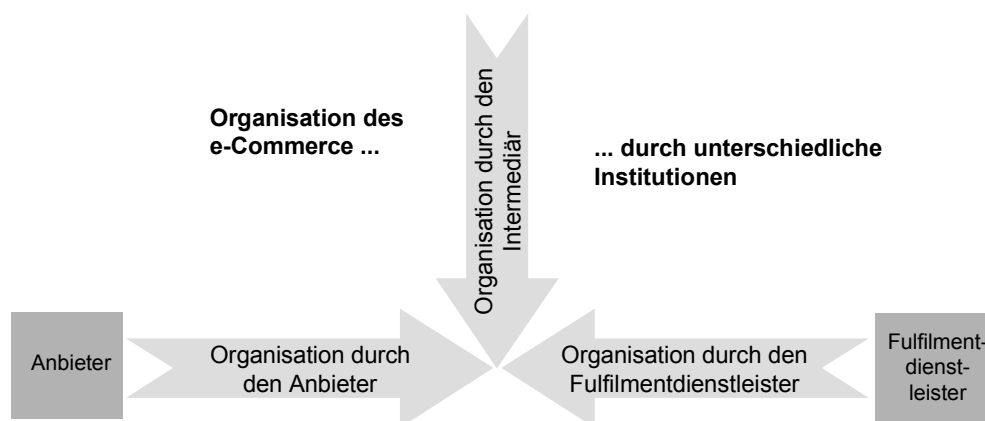 Organisation des
e-Commerce ...
... durch unterschiedliche
Institutionen
Organisation durch den
Intermediär
Anbieter
Organisation durch
den Anbieter
Organisation durch den
Fulfilmentdienstleister
Fulfilment-
dienst-
leister